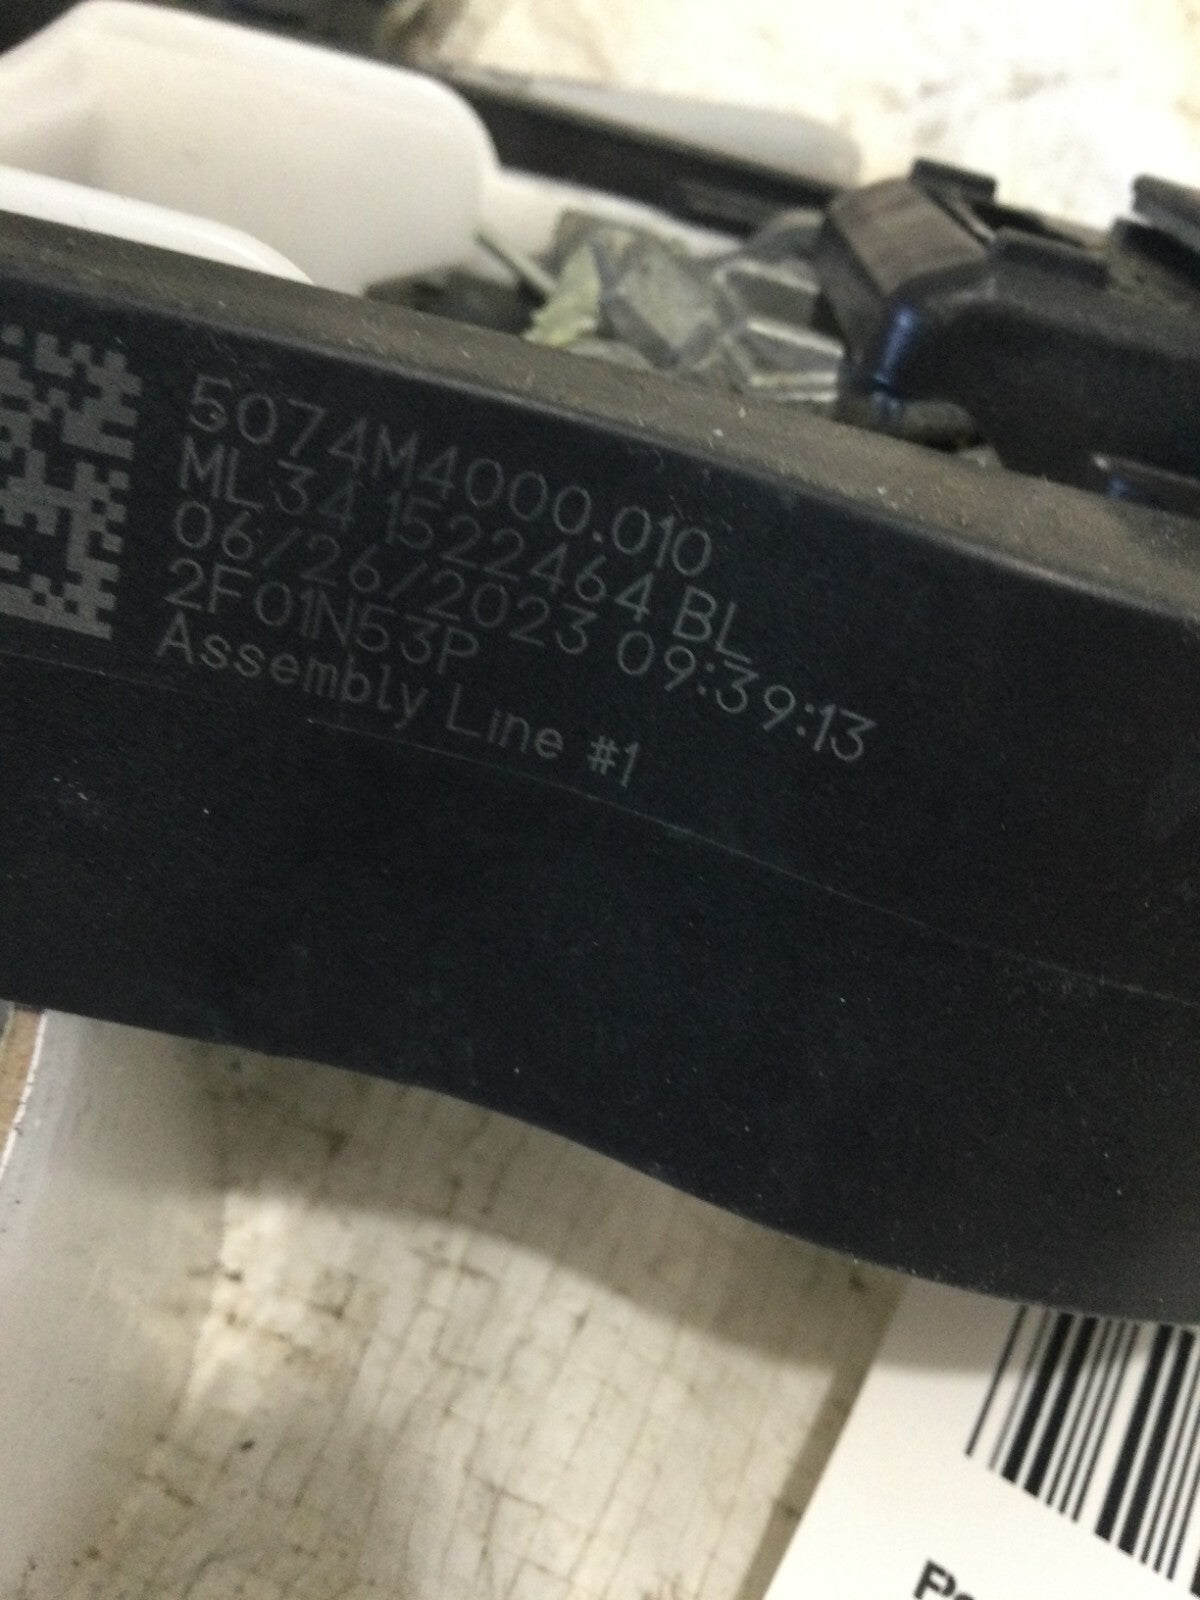 5074M4000.010
ML34 1522464 BL
06/26/2023 09:39:13
2F01N53P
Assembly Line #1